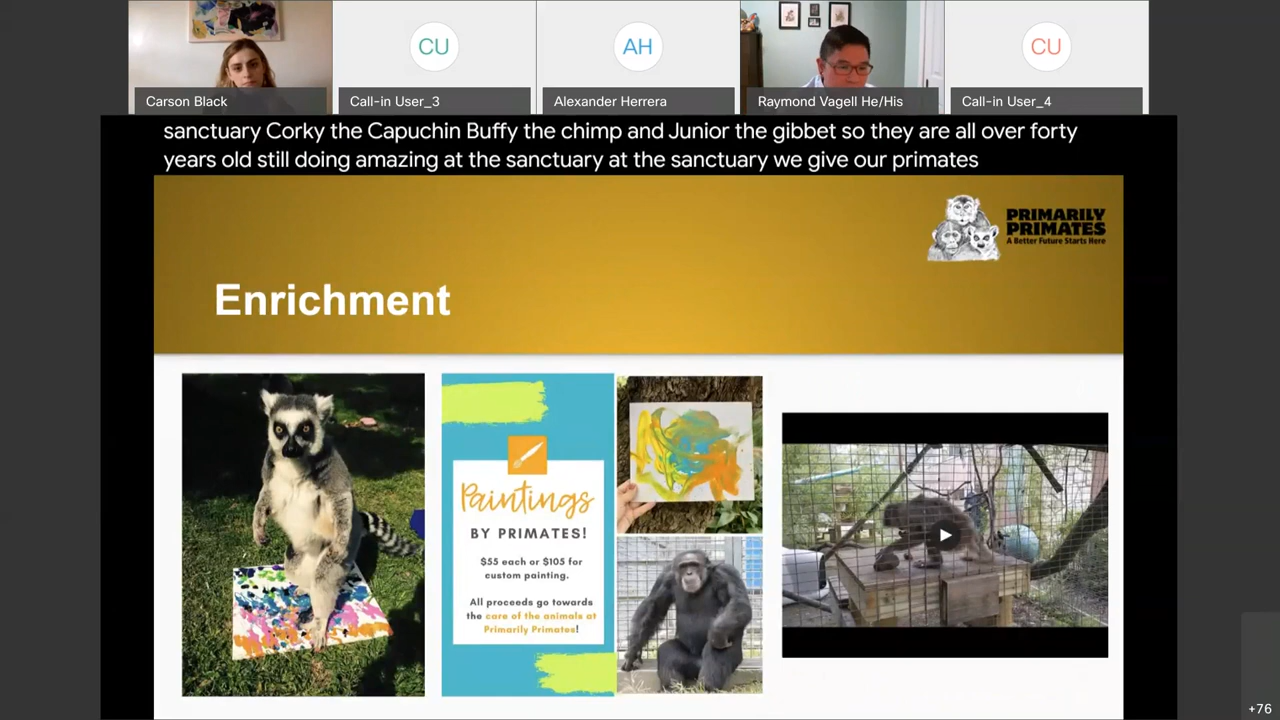 CU
AH
CU
Carson Black
Call-in User_3
Alexander Herrera
Raymond Vagell He/His
Call-in User_4
sanctuary Corky the Capuchin Buffy the chimp and Junior the gibbet so they are all over forty
years old still doing amazing at the sanctuary at the sanctuary we give our primates
PRIMARILY
PRIMATES
A Better Future Starts Here
Enrichment
Paintings
BY PRIMATES!
$55 each or $105 for
custom painting.
All proceeds go towards
the care of the animals at
Primarily Primates!
+76